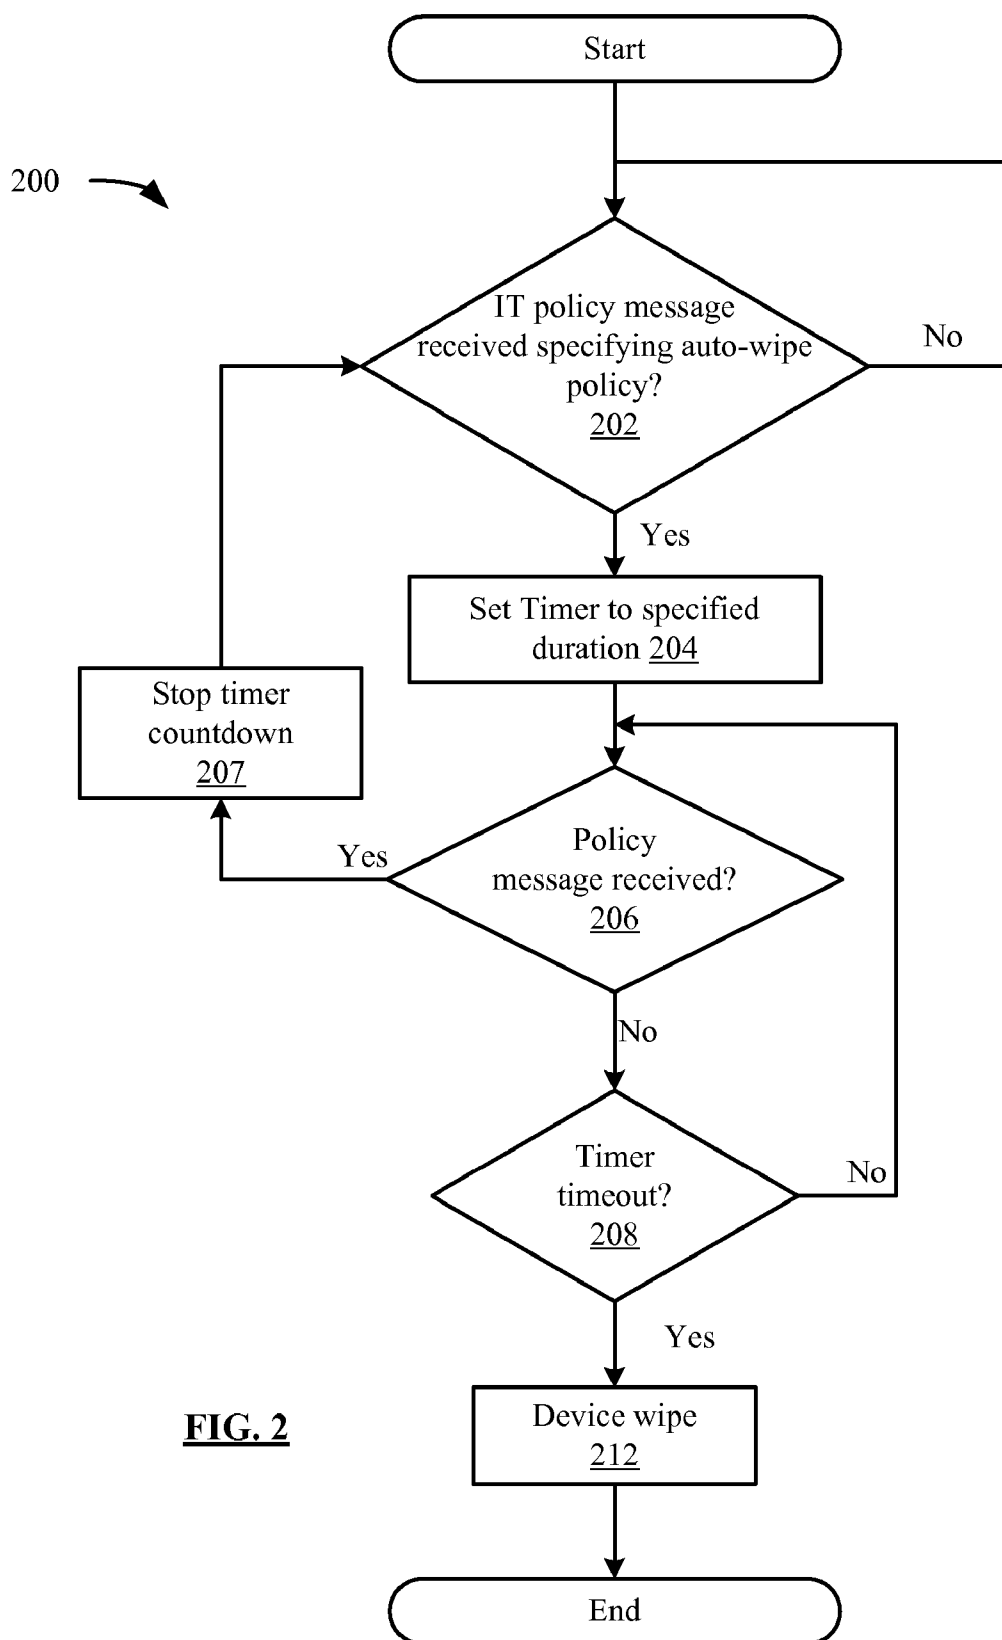 Start
200
IT policy message
received specifying auto-wipe
policy?
202
No
Yes
Set Timer to specified
duration 204
Stop timer
countdown
207
Yes
Policy
message received?
206
No
Timer
timeout?
208
No
Yes
Device wipe
212
FIG. 2
End